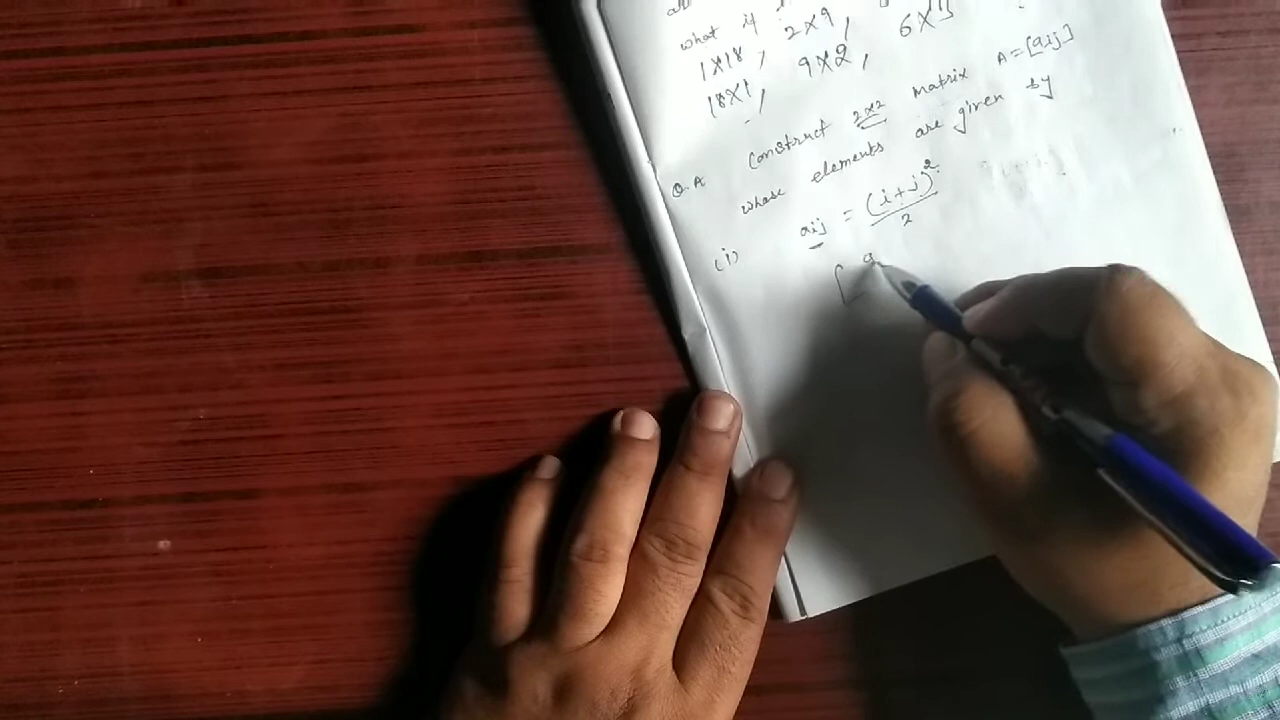 all
what if
1×18, 2×9, 6×3
18×1, 9×2,
Q.A Construct 2×2 matrix A=[aij]
whose elements are given by
(i) aij = (i+j)²/2
[ a